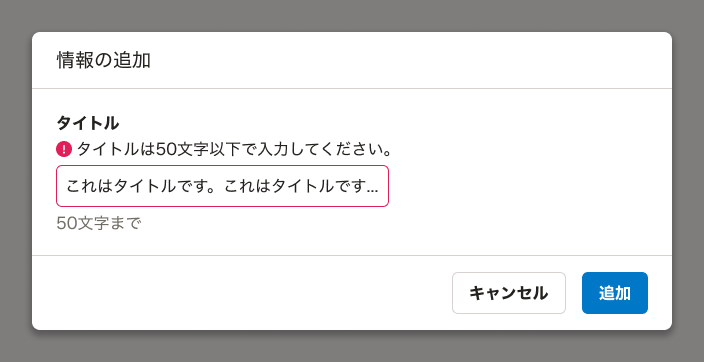 情報の追加
タイトル
タイトルは50文字以下で入力してください。
これはタイトルです。これはタイトルです...
50文字まで
キャンセル 追加